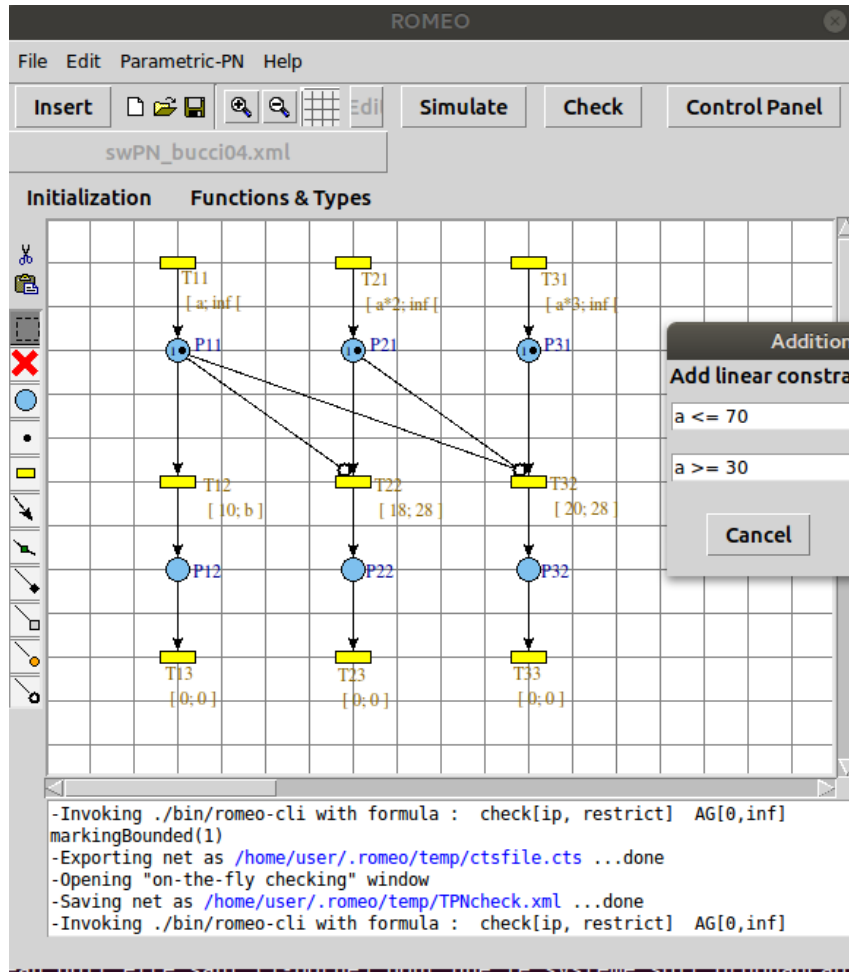 ROMEO
File Edit Parametric-PN Help
Insert Edi Simulate Check Control Panel
swPN_bucci04.xml
Initialization Functions & Types
T11 T21 T31
[ a; inf [ [ a*2; inf [ [ a*3; inf [
P11 P21 P31
1 1 1
Addition
Add linear constra
a <= 70
a >= 30
Cancel
T12 T22 T32
[ 10; b ] [ 18; 28 ] [ 20; 28 ]
P12 P22 P32
T13 T23 T33
[ 0; 0 ] [ 0; 0 ] [ 0; 0 ]
-Invoking ./bin/romeo-cli with formula : check[ip, restrict] AG[0,inf]
markingBounded(1)
-Exporting net as /home/user/.romeo/temp/ctsfile.cts ...done
-Opening "on-the-fly checking" window
-Saving net as /home/user/.romeo/temp/TPNcheck.xml ...done
-Invoking ./bin/romeo-cli with formula : check[ip, restrict] AG[0,inf]